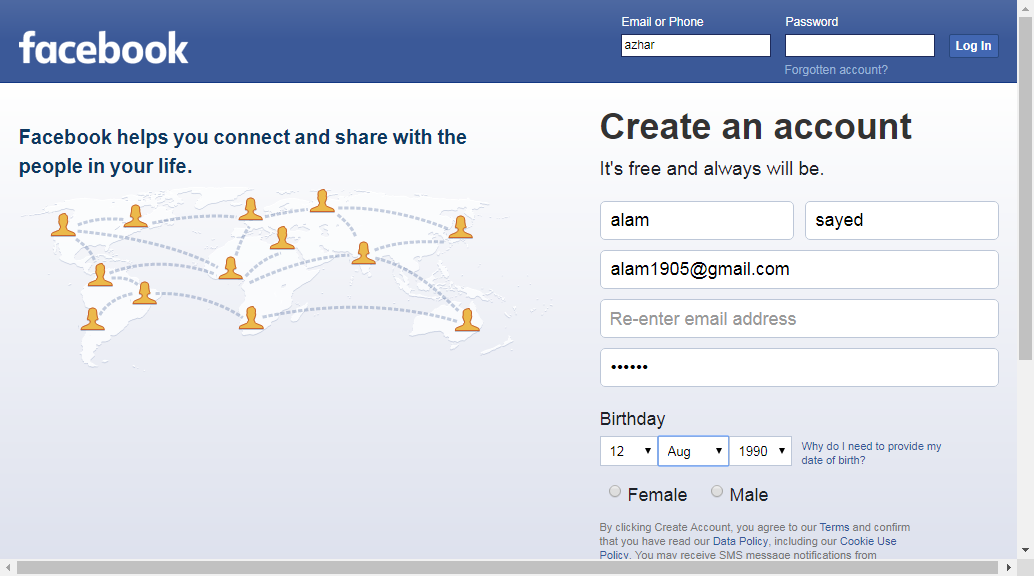 facebook
Email or Phone
Password
azhar
Log In
Forgotten account?
Facebook helps you connect and share with the
people in your life.
Create an account
It's free and always will be.
alam
sayed
alam1905@gmail.com
Re-enter email address
••••••
Birthday
12
Aug
1990
Why do I need to provide my
date of birth?
Female
Male
By clicking Create Account, you agree to our Terms and confirm
that you have read our Data Policy, including our Cookie Use
Policy. You may receive SMS message notifications from